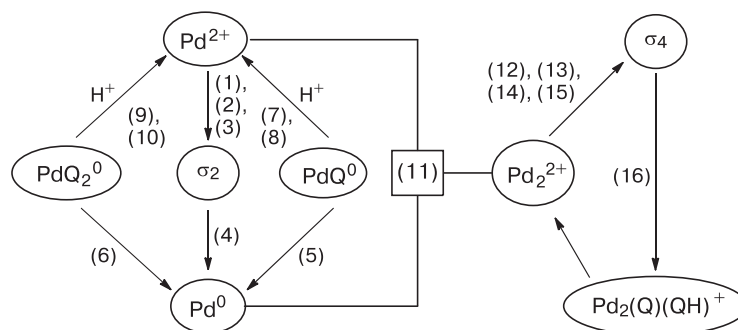 Pd²⁺
σ₄
H⁺
(1),
(2),
(3)
H⁺
(12), (13),
(14), (15)
(9),
(10)
(7),
(8)
PdQ₂⁰
σ₂
PdQ⁰
(11)
Pd₂²⁺
(16)
(6)
(4)
(5)
Pd⁰
Pd₂(Q)(QH)⁺